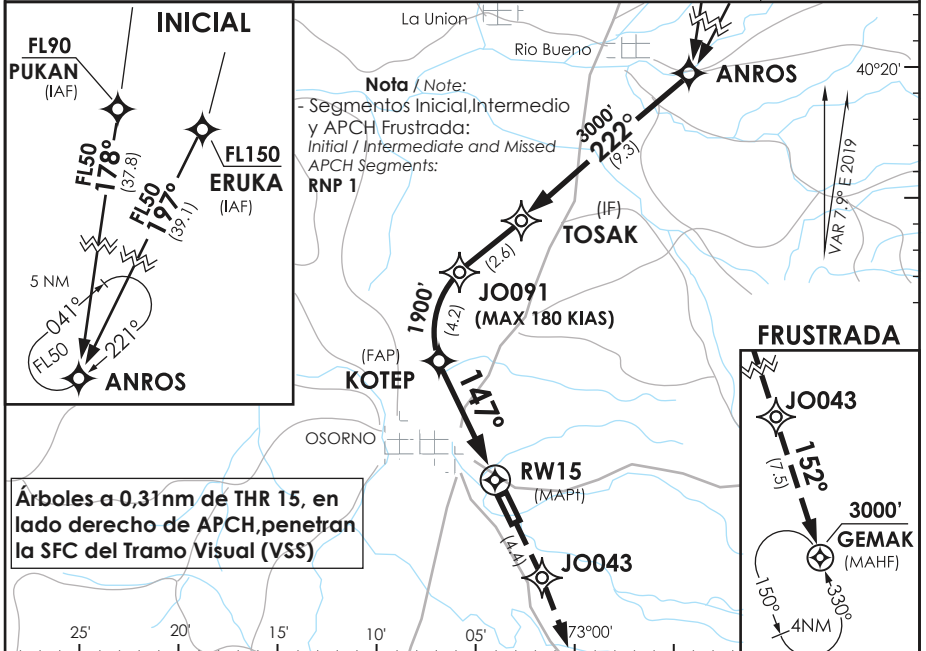 INICIAL
FL90
PUKAN
(IAF)
FL50
178°
(37.8)
FL50
197°
(39.1)
FL150
ERUKA
(IAF)
5 NM
041°
FL50
221°
ANROS
La Union
Rio Bueno
Nota / Note:
- Segmentos Inicial,Intermedio
y APCH Frustrada:
Initial / Intermediate and Missed
APCH Segments:
RNP 1
ANROS
40°20'
3000'
222°
(9.3)
VAR 7.9° E 2019
(IF)
TOSAK
(2.6)
JO091
(MAX 180 KIAS)
1900'
(4.2)
(FAP)
KOTEP
147°
OSORNO
RW15
(MAPt)
(4.4)
JO043
Árboles a 0,31nm de THR 15, en
lado derecho de APCH,penetran
la SFC del Tramo Visual (VSS)
FRUSTRADA
JO043
152°
(7.5)
3000'
GEMAK
(MAHF)
150°
330°
4NM
25'
20'
15'
10'
05'
73°00'